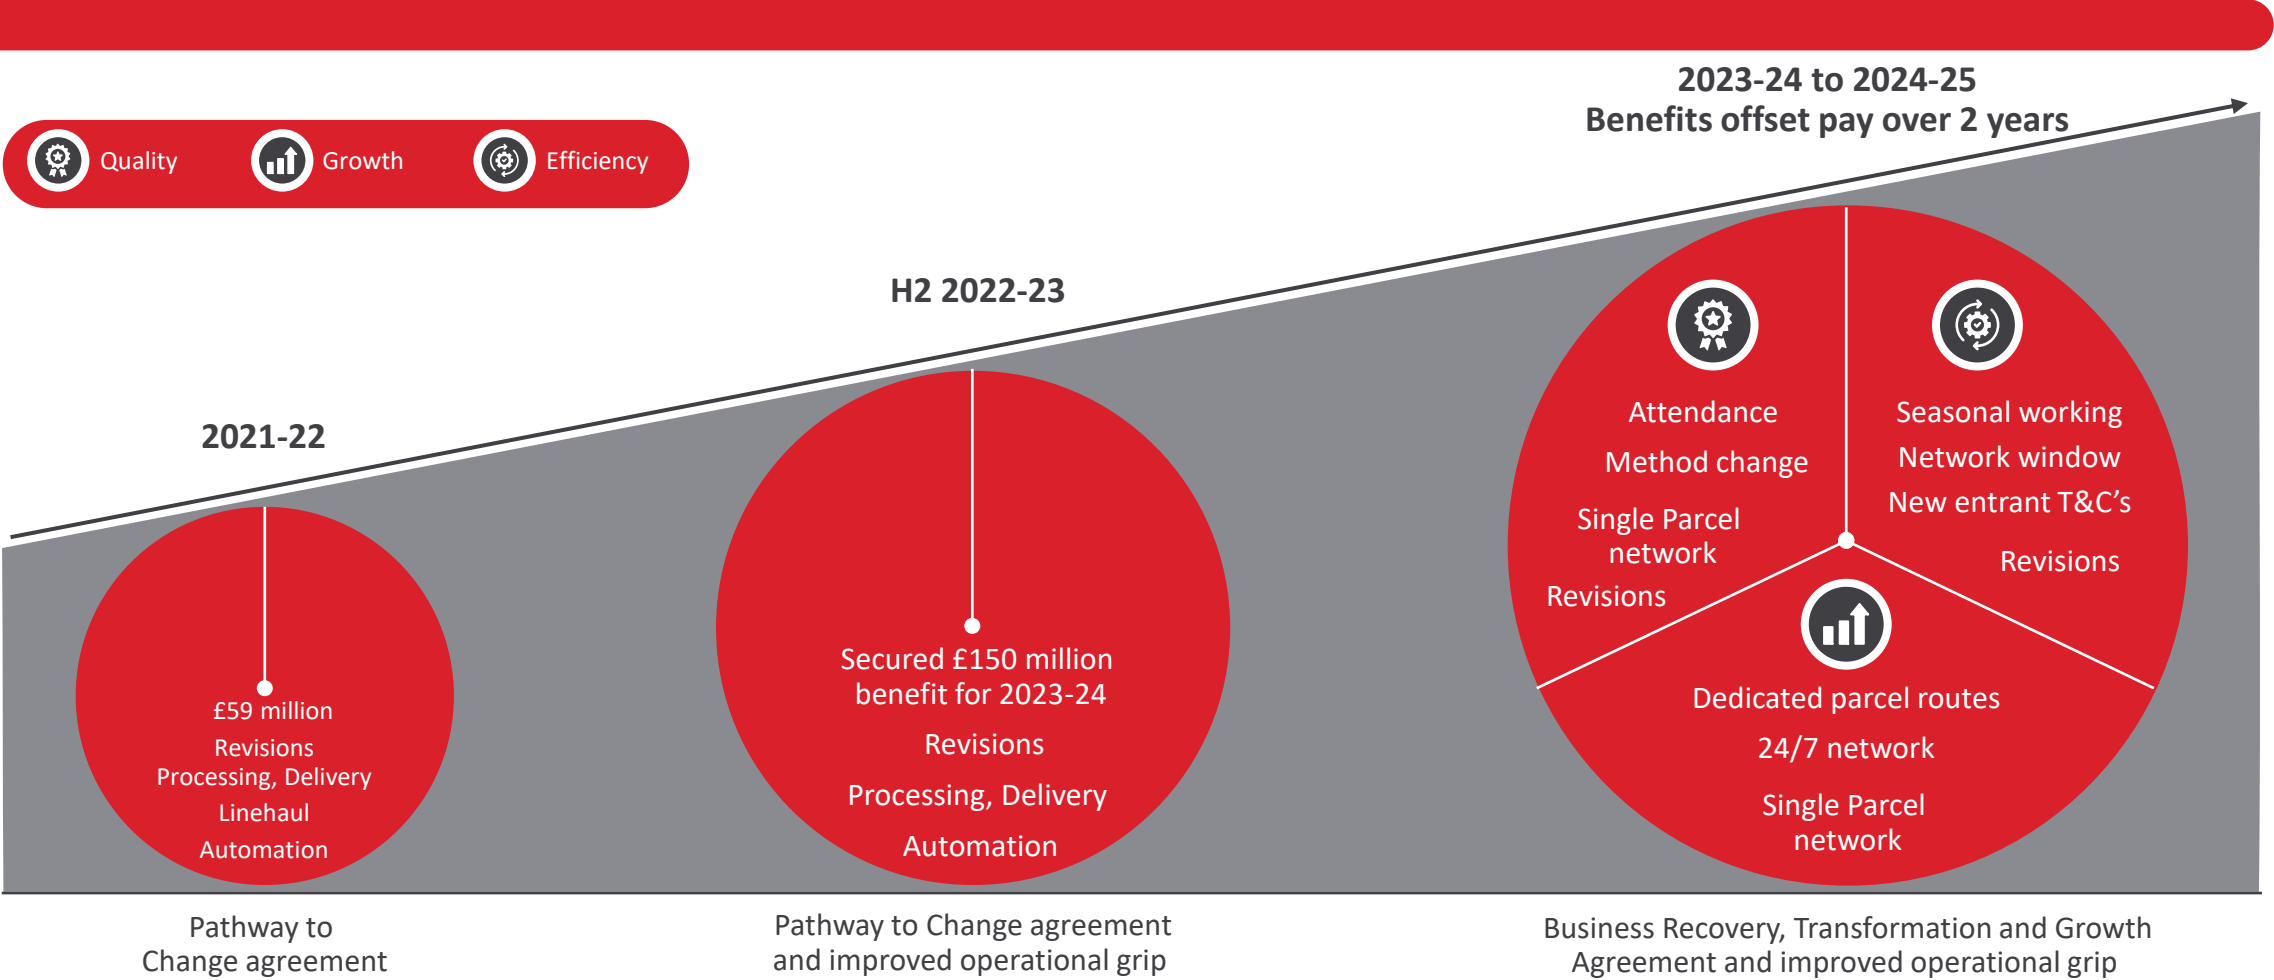 2023-24 to 2024-25
Benefits offset pay over 2 years
Quality
Growth
Efficiency
H2 2022-23
2021-22
£59 million
Revisions
Processing, Delivery
Linehaul
Automation
Secured £150 million
benefit for 2023-24
Revisions
Processing, Delivery
Automation
Attendance
Method change
Single Parcel
network
Revisions
Seasonal working
Network window
New entrant T&C’s
Revisions
Dedicated parcel routes
24/7 network
Single Parcel
network
Pathway to
Change agreement
Pathway to Change agreement
and improved operational grip
Business Recovery, Transformation and Growth
Agreement and improved operational grip